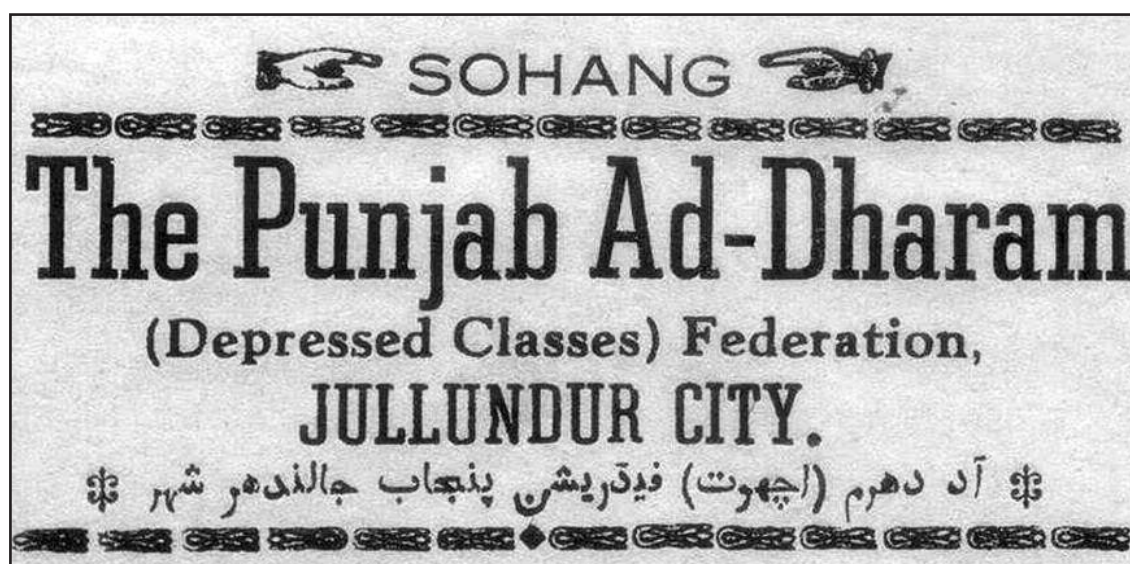 SOHANG
The Punjab Ad-Dharam
(Depressed Classes) Federation,
JULLUNDUR CITY.
آد دھرم (اچھوت) فیڈریشن پنجاب جالندھر شہر